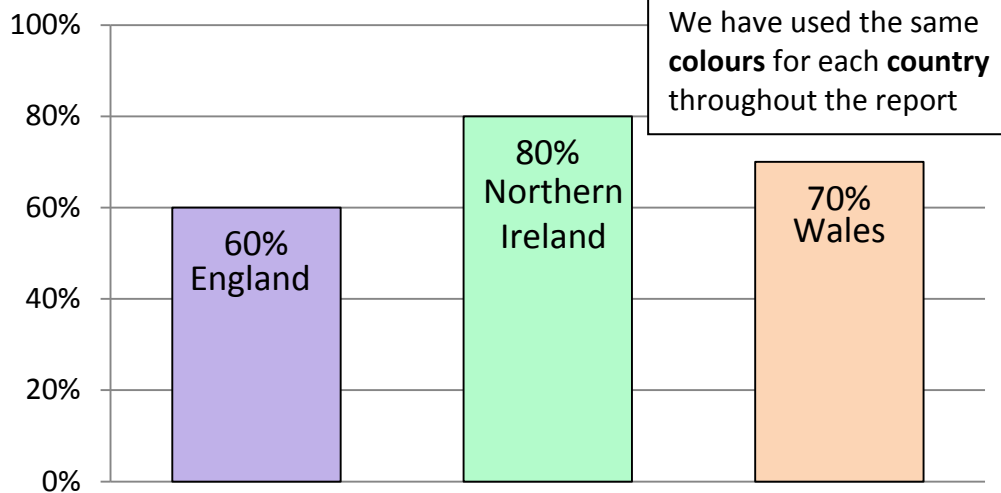 100%
80%
60%
40%
20%
0%
We have used the same
colours for each country
throughout the report
60%
England
80%
Northern
Ireland
70%
Wales